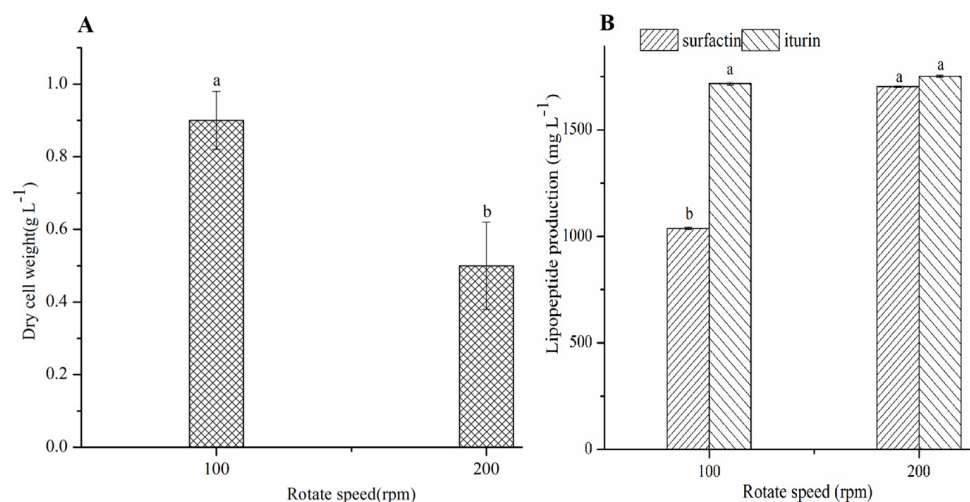 A
Dry cell weight(g L-1)
1.0
0.8
0.6
0.4
0.2
0.0
a
b
100
200
Rotate speed(rpm)
B
surfactin
iturin
Lipopeptide production (mg L-1)
1500
1000
500
0
b
a
a
a
100
200
Rotate speed (rpm)